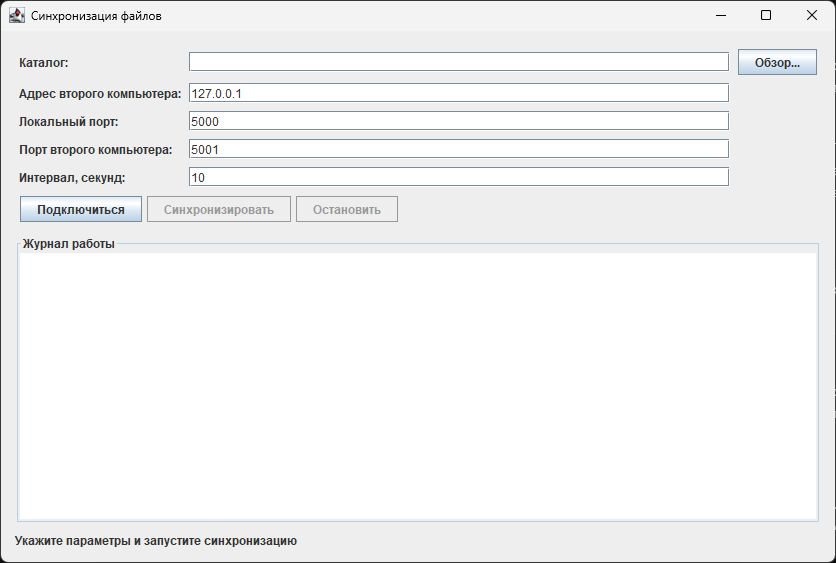 Синхронизация файлов
Каталог:
Обзор...
Адрес второго компьютера: 127.0.0.1
Локальный порт: 5000
Порт второго компьютера: 5001
Интервал, секунд: 10
Подключиться Синхронизировать Остановить
Журнал работы
Укажите параметры и запустите синхронизацию